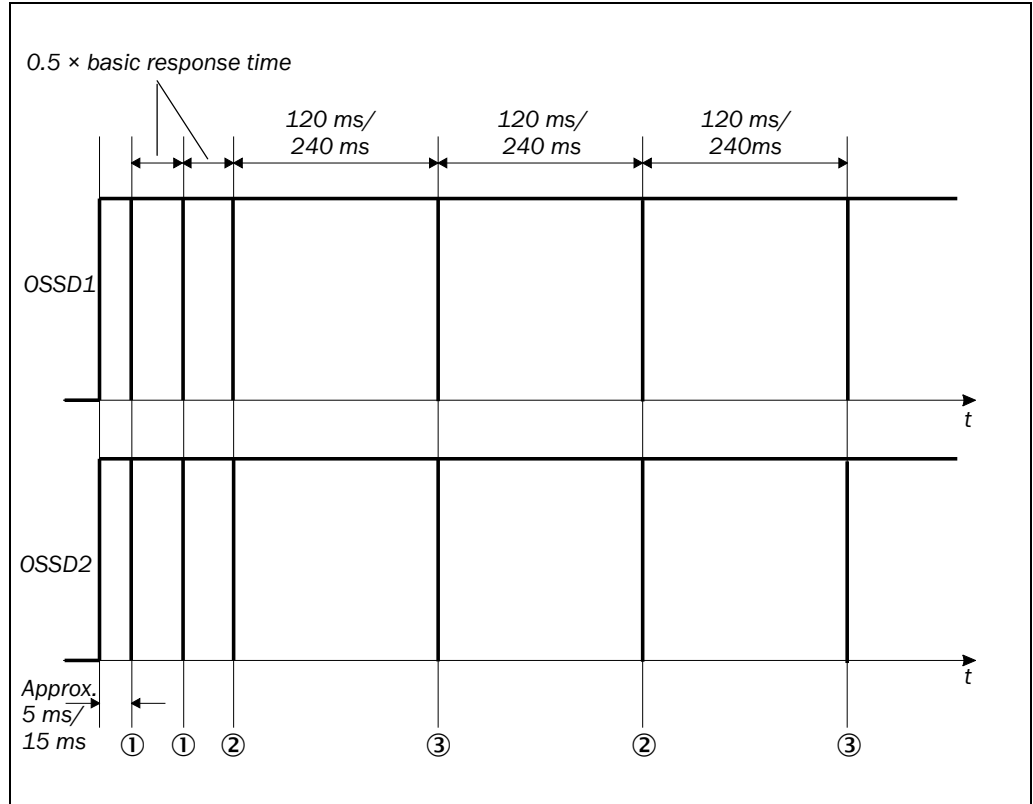 0.5 × basic response time
120 ms/
240 ms
120 ms/
240 ms
120 ms/
240ms
OSSD1
t
OSSD2
t
Approx.
5 ms/
15 ms
① ① ② ③ ② ③